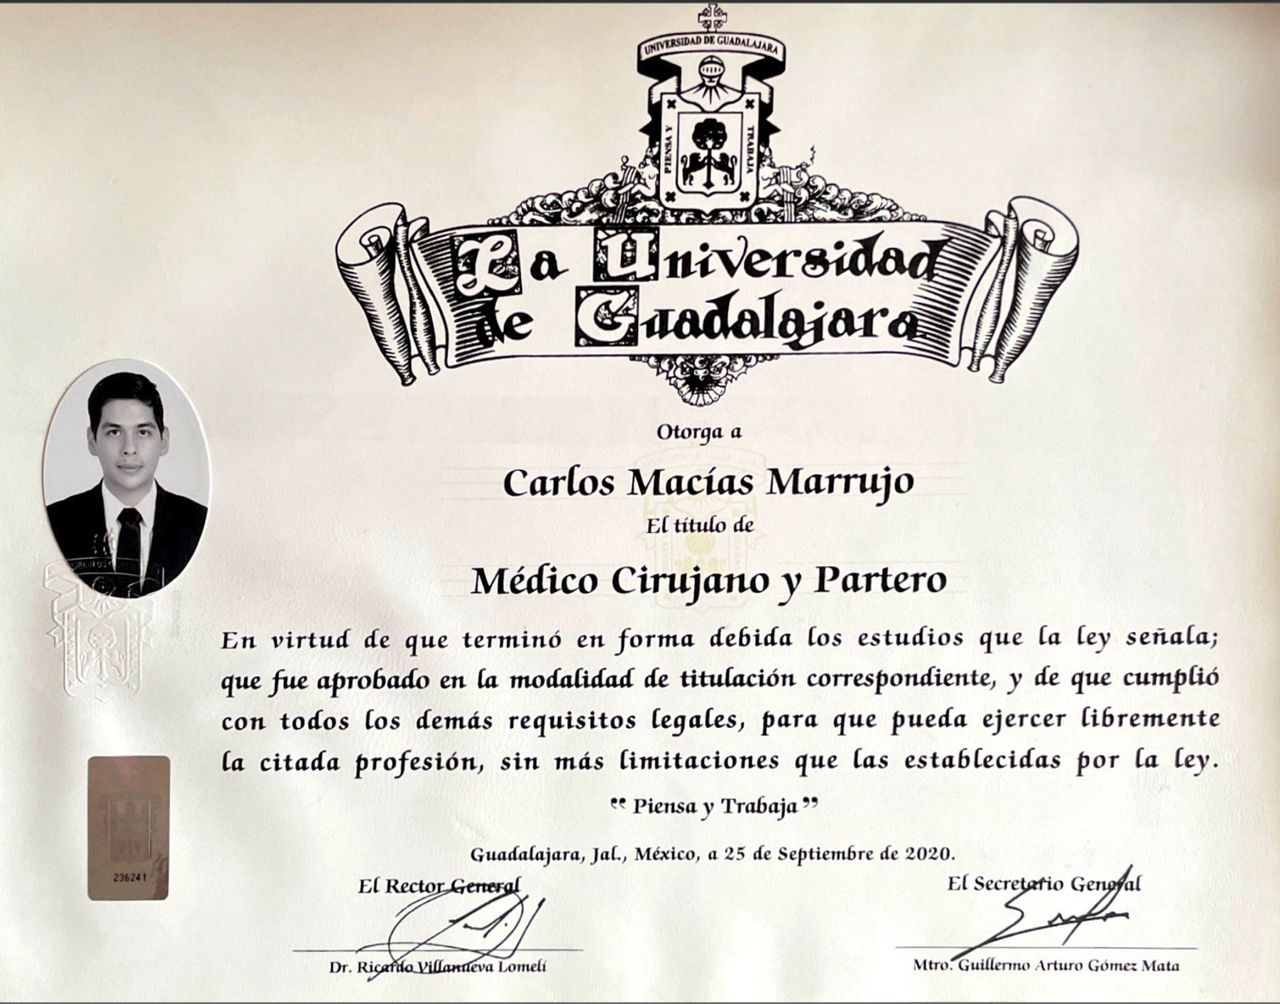 UNIVERSIDAD DE GUADALAJARA
PIENSA Y TRABAJA
La Universidad
de Guadalajara
Otorga a
Carlos Macías Marrujo
El título de
Médico Cirujano y Partero
En virtud de que terminó en forma debida los estudios que la ley señala;
que fue aprobado en la modalidad de titulación correspondiente, y de que cumplió
con todos los demás requisitos legales, para que pueda ejercer libremente
la citada profesión, sin más limitaciones que las establecidas por la ley.
“ Piensa y Trabaja ”
Guadalajara, Jal., México, a 25 de Septiembre de 2020.
236241
El Rector General
El Secretario General
Dr. Ricardo Villanueva Lomelí
Mtro. Guillermo Arturo Gómez Mata